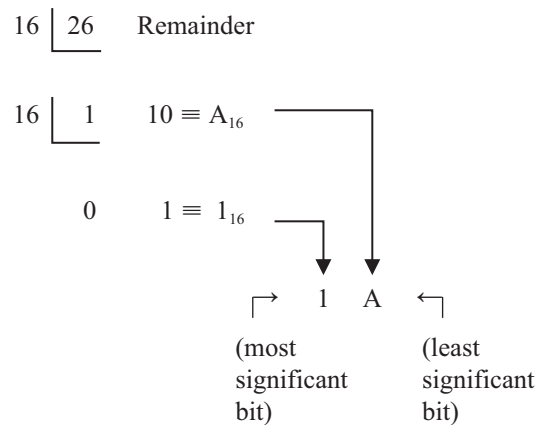 16 26 Remainder
16 1 10 ≡ A₁₆
0 1 ≡ 1₁₆
1 A
(most
significant
bit)
(least
significant
bit)